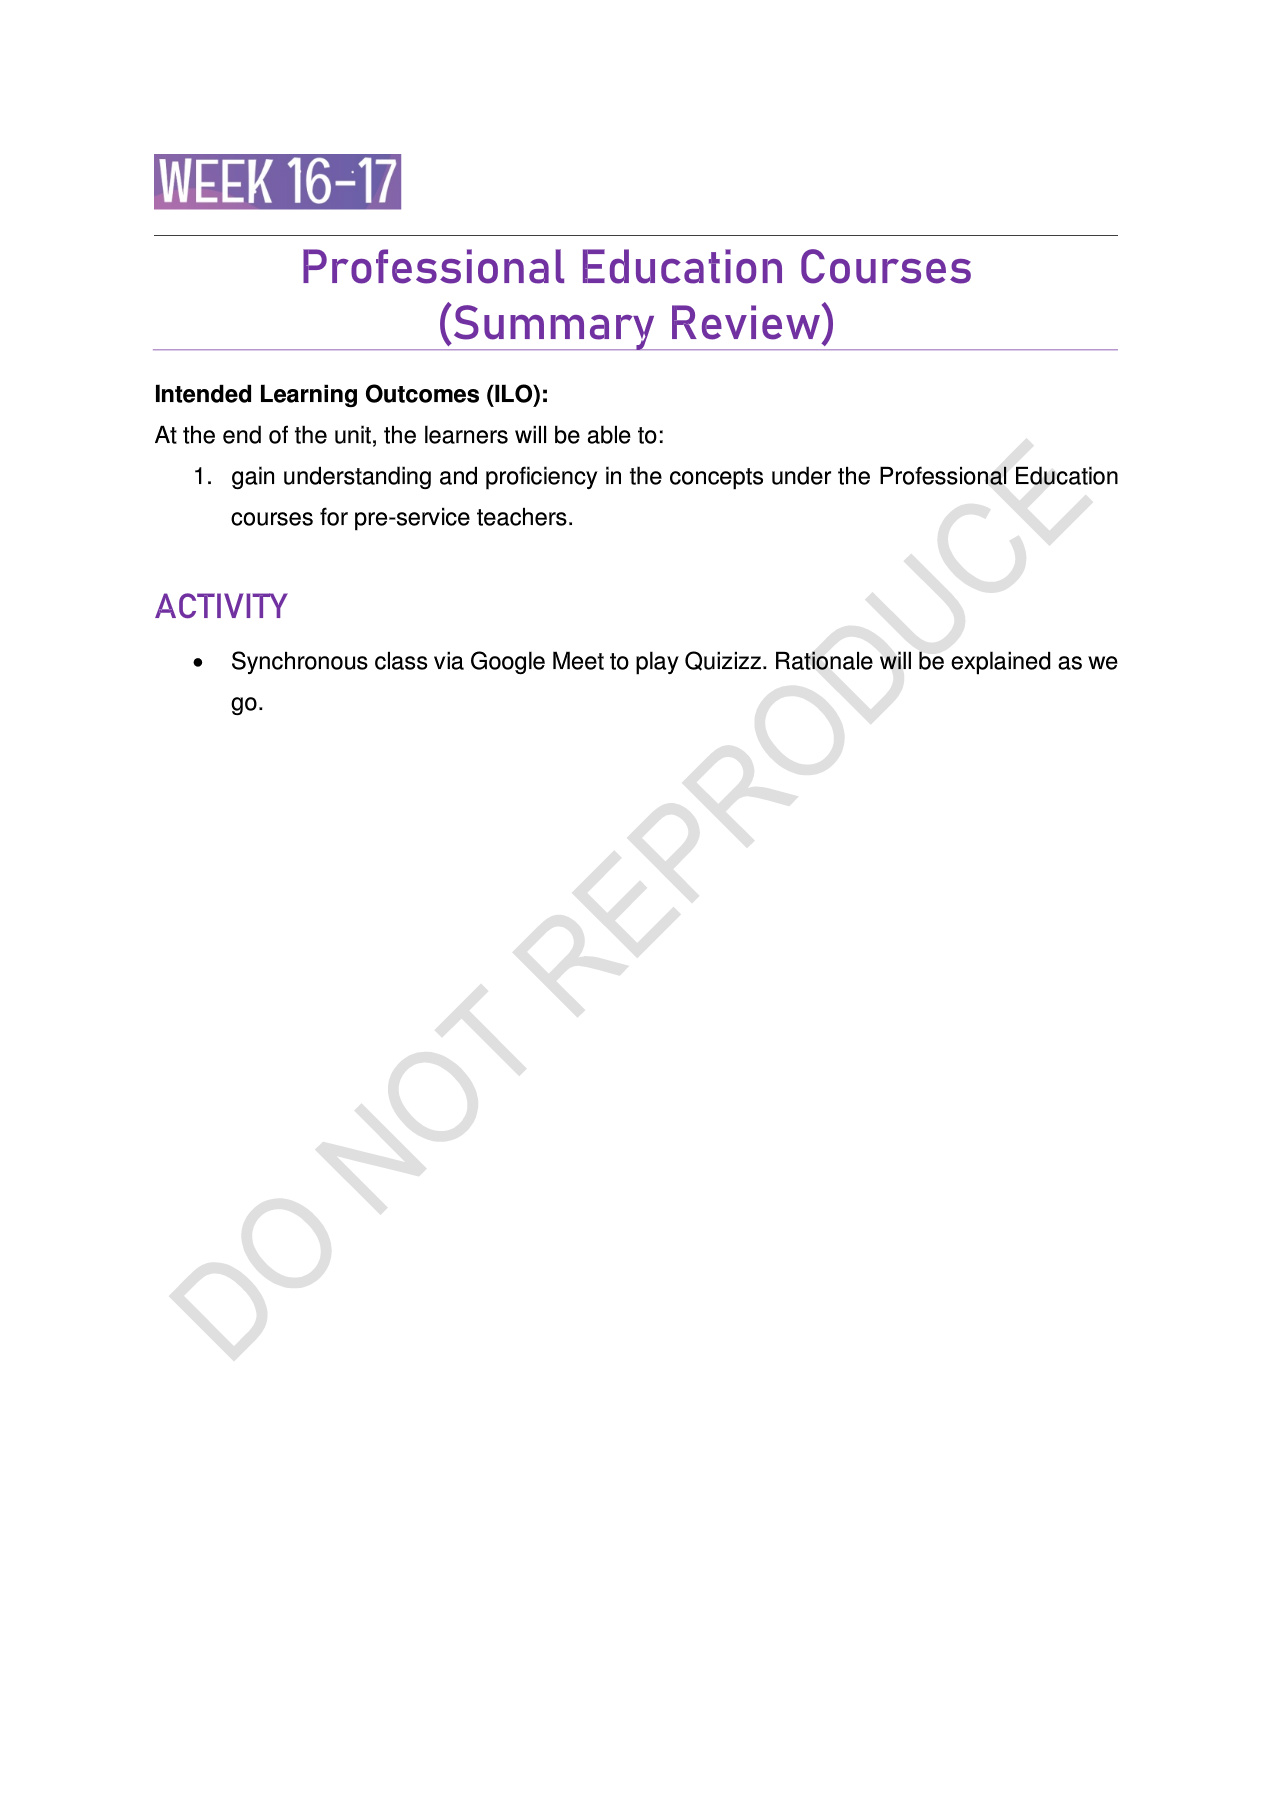 WEEK 16-17
Professional Education Courses
(Summary Review)
Intended Learning Outcomes (ILO):
At the end of the unit, the learners will be able to:
1. gain understanding and proficiency in the concepts under the Professional Education
courses for pre-service teachers.
ACTIVITY
• Synchronous class via Google Meet to play Quizizz. Rationale will be explained as we
go.
DO NOT REPRODUCE